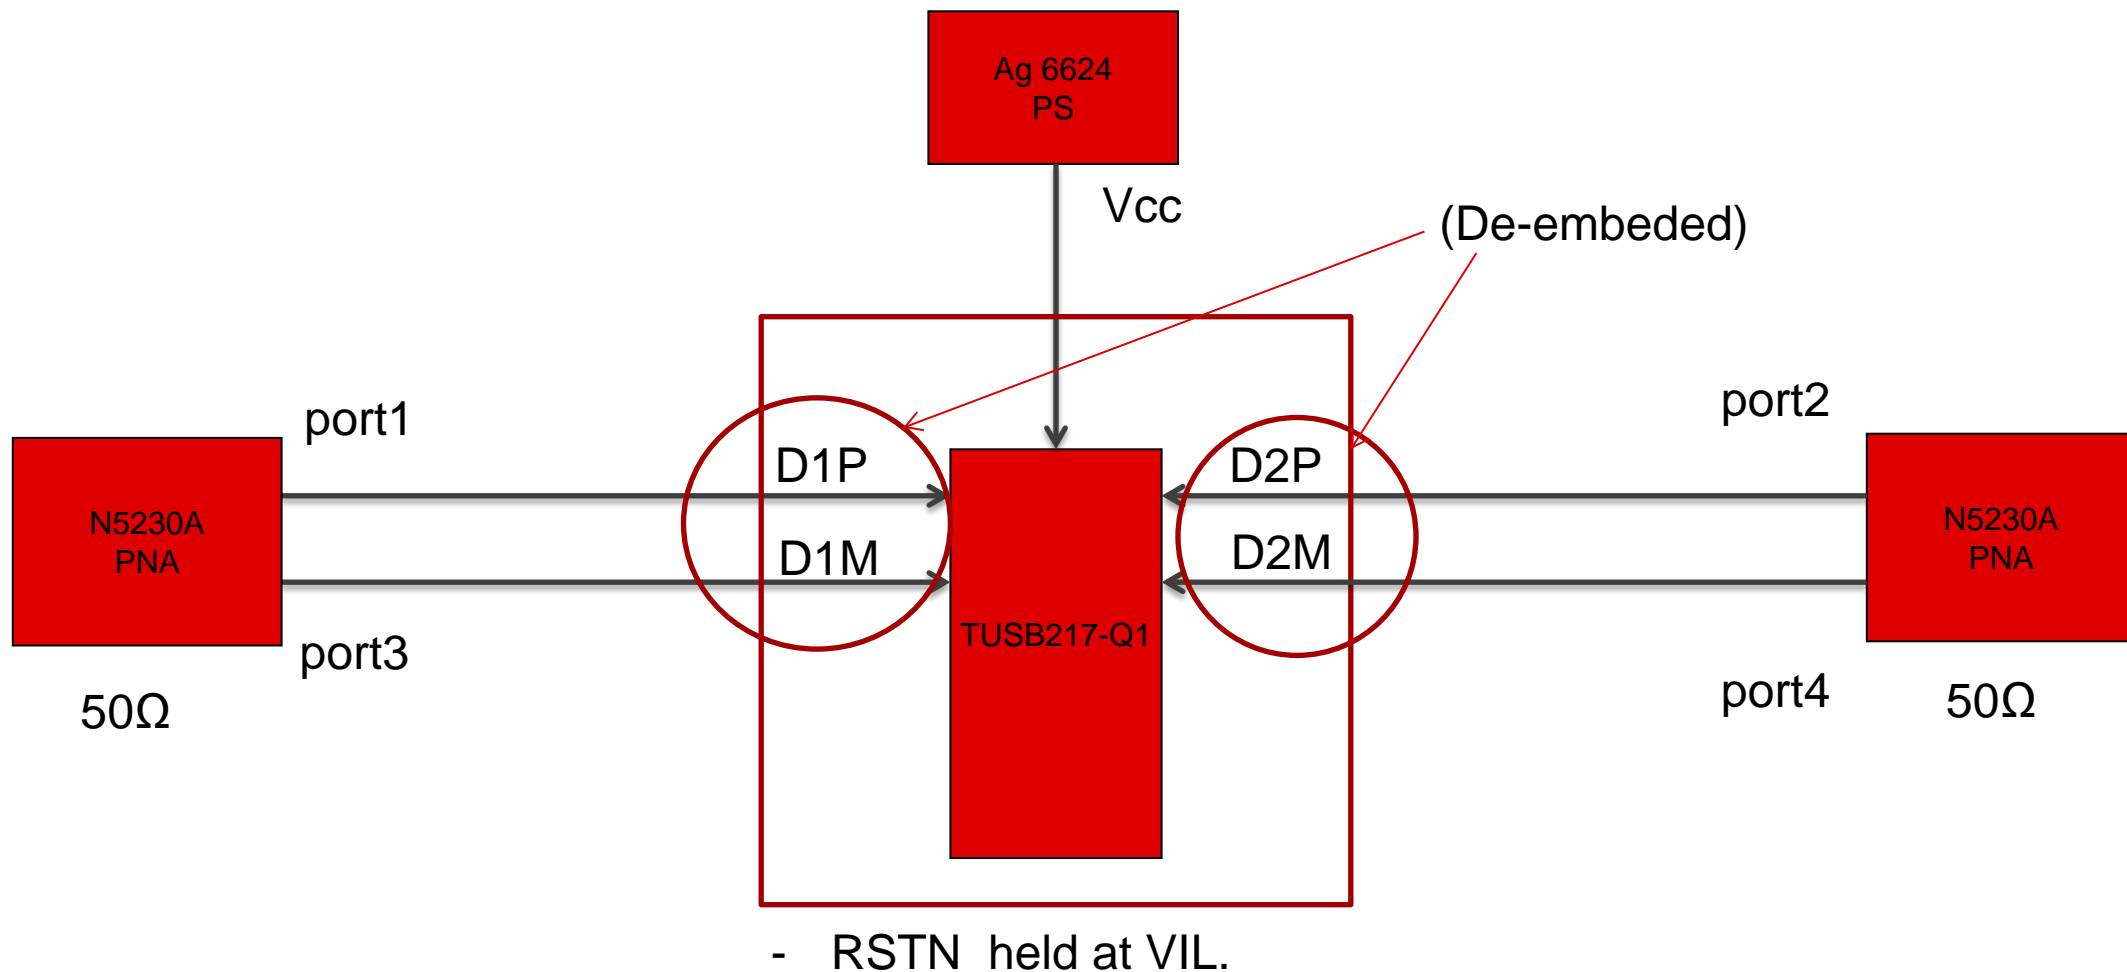 Ag 6624
PS
Vcc
(De-embeded)
port1
port2
D1P
D2P
N5230A
PNA
N5230A
PNA
D1M
D2M
TUSB217-Q1
port3
port4
50Ω
50Ω
- RSTN held at VIL.